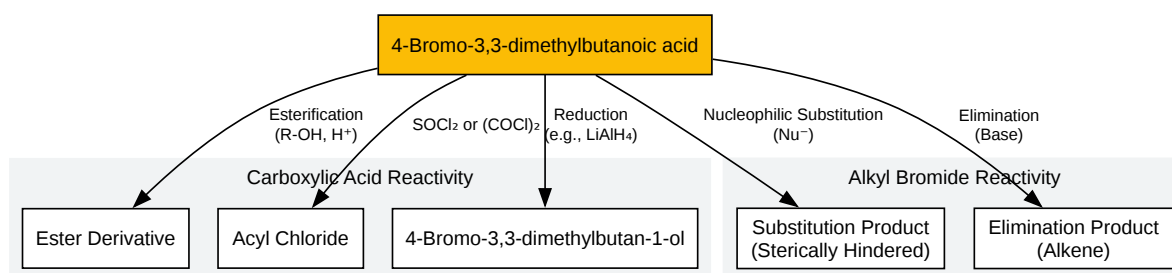 4-Bromo-3,3-dimethylbutanoic acid
Esterification
(R-OH, H⁺)
SOCl₂ or (COCl)₂
Reduction
(e.g., LiAlH₄)
Nucleophilic Substitution
(Nu⁻)
Elimination
(Base)
Carboxylic Acid Reactivity
Alkyl Bromide Reactivity
Ester Derivative
Acyl Chloride
4-Bromo-3,3-dimethylbutan-1-ol
Substitution Product
(Sterically Hindered)
Elimination Product
(Alkene)